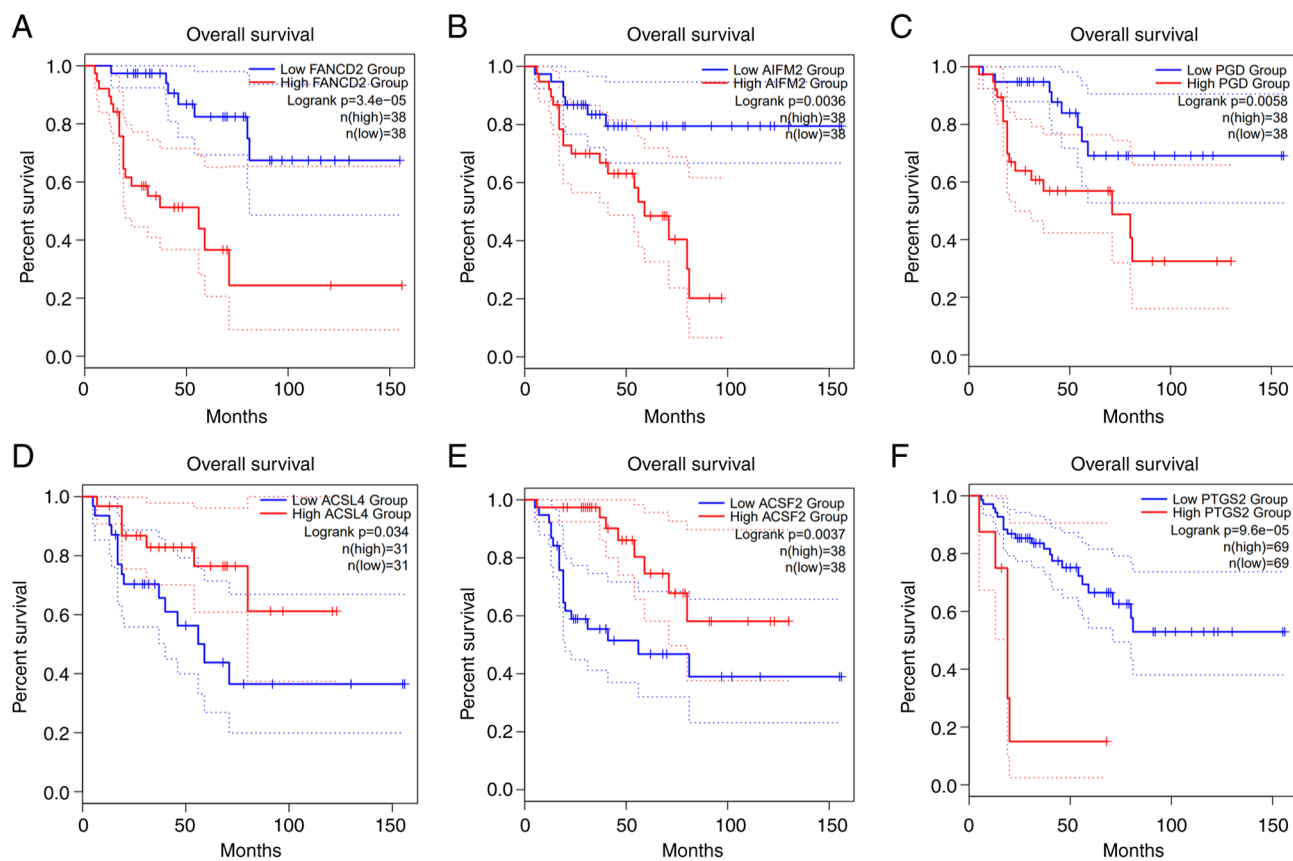 A
Overall survival
Low FANCD2 Group
High FANCD2 Group
Logrank p=3.4e−05
n(high)=38
n(low)=38
Percent survival
1.0
0.8
0.6
0.4
0.2
0.0
0 50 100 150
Months
B
Overall survival
Low AIFM2 Group
High AIFM2 Group
Logrank p=0.0036
n(high)=38
n(low)=38
Percent survival
1.0
0.8
0.6
0.4
0.2
0.0
0 50 100 150
Months
C
Overall survival
Low PGD Group
High PGD Group
Logrank p=0.0058
n(high)=38
n(low)=38
Percent survival
1.0
0.8
0.6
0.4
0.2
0.0
0 50 100 150
Months
D
Overall survival
Low ACSL4 Group
High ACSL4 Group
Logrank p=0.034
n(high)=31
n(low)=31
Percent survival
1.0
0.8
0.6
0.4
0.2
0.0
0 50 100 150
Months
E
Overall survival
Low ACSF2 Group
High ACSF2 Group
Logrank p=0.0037
n(high)=38
n(low)=38
Percent survival
1.0
0.8
0.6
0.4
0.2
0.0
0 50 100 150
Months
F
Overall survival
Low PTGS2 Group
High PTGS2 Group
Logrank p=9.6e−05
n(high)=69
n(low)=69
Percent survival
1.0
0.8
0.6
0.4
0.2
0.0
0 50 100 150
Months